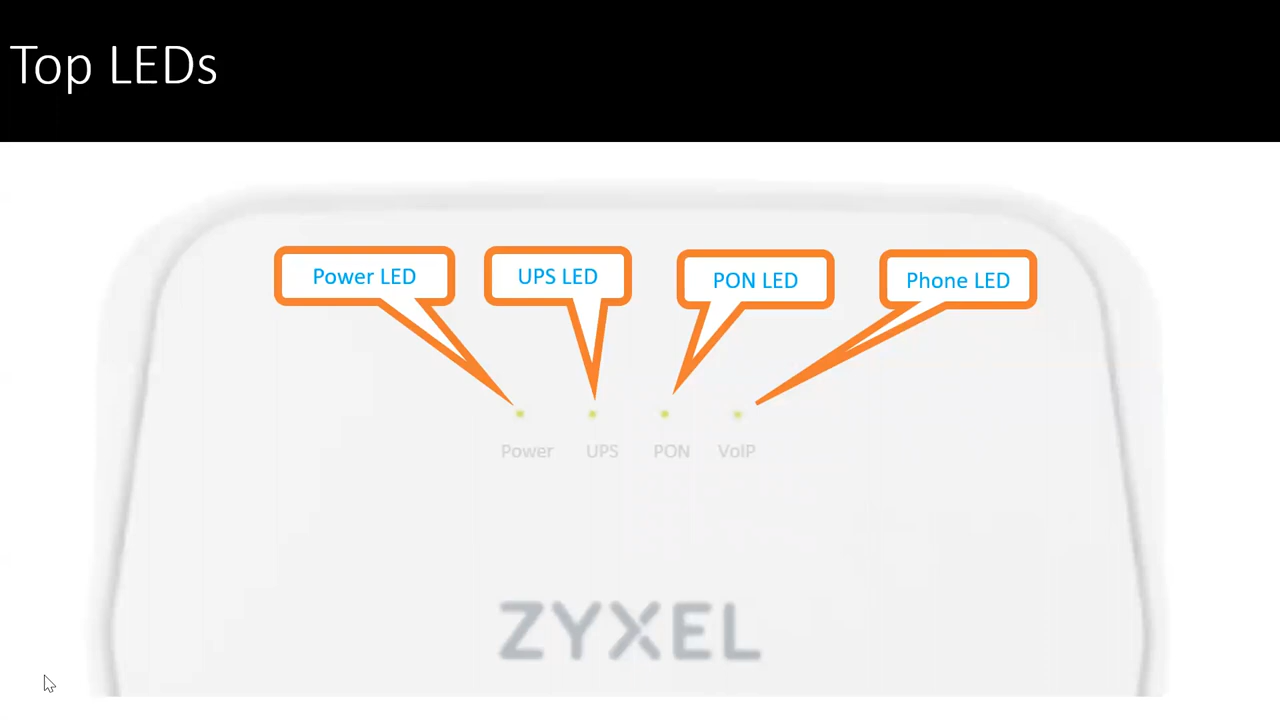 Top LEDs
Power LED
UPS LED
PON LED
Phone LED
Power UPS PON VoIP
ZYXEL